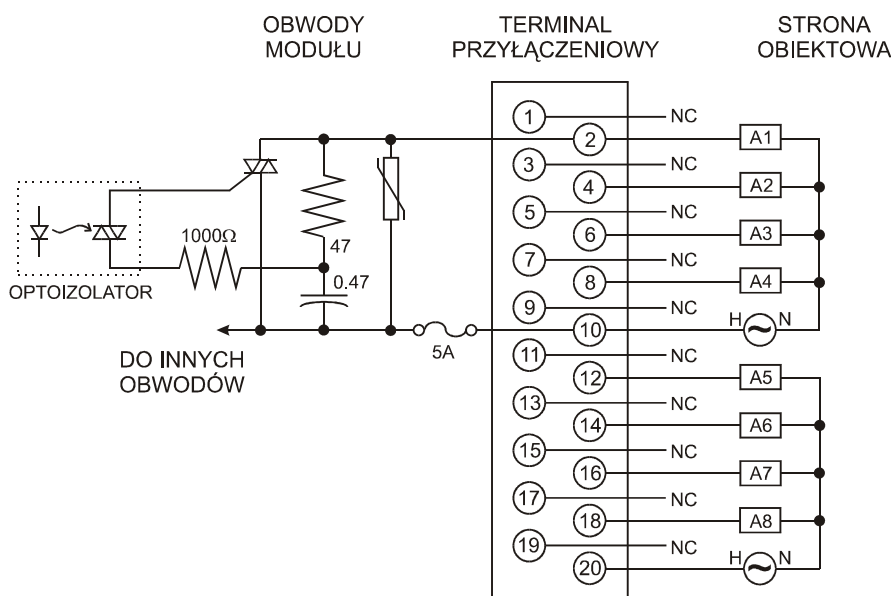 OBWODY
MODUŁU
TERMINAL
PRZYŁĄCZENIOWY
STRONA
OBIEKTOWA
1 NC
2 A1
3 NC
4 A2
5 NC
6 A3
7 NC
8 A4
9 NC
10 H N
11 NC
12 A5
13 NC
14 A6
15 NC
16 A7
17 NC
18 A8
19 NC
20 H N
1000Ω
47
0.47
OPTOIZOLATOR
5A
DO INNYCH
OBWODÓW